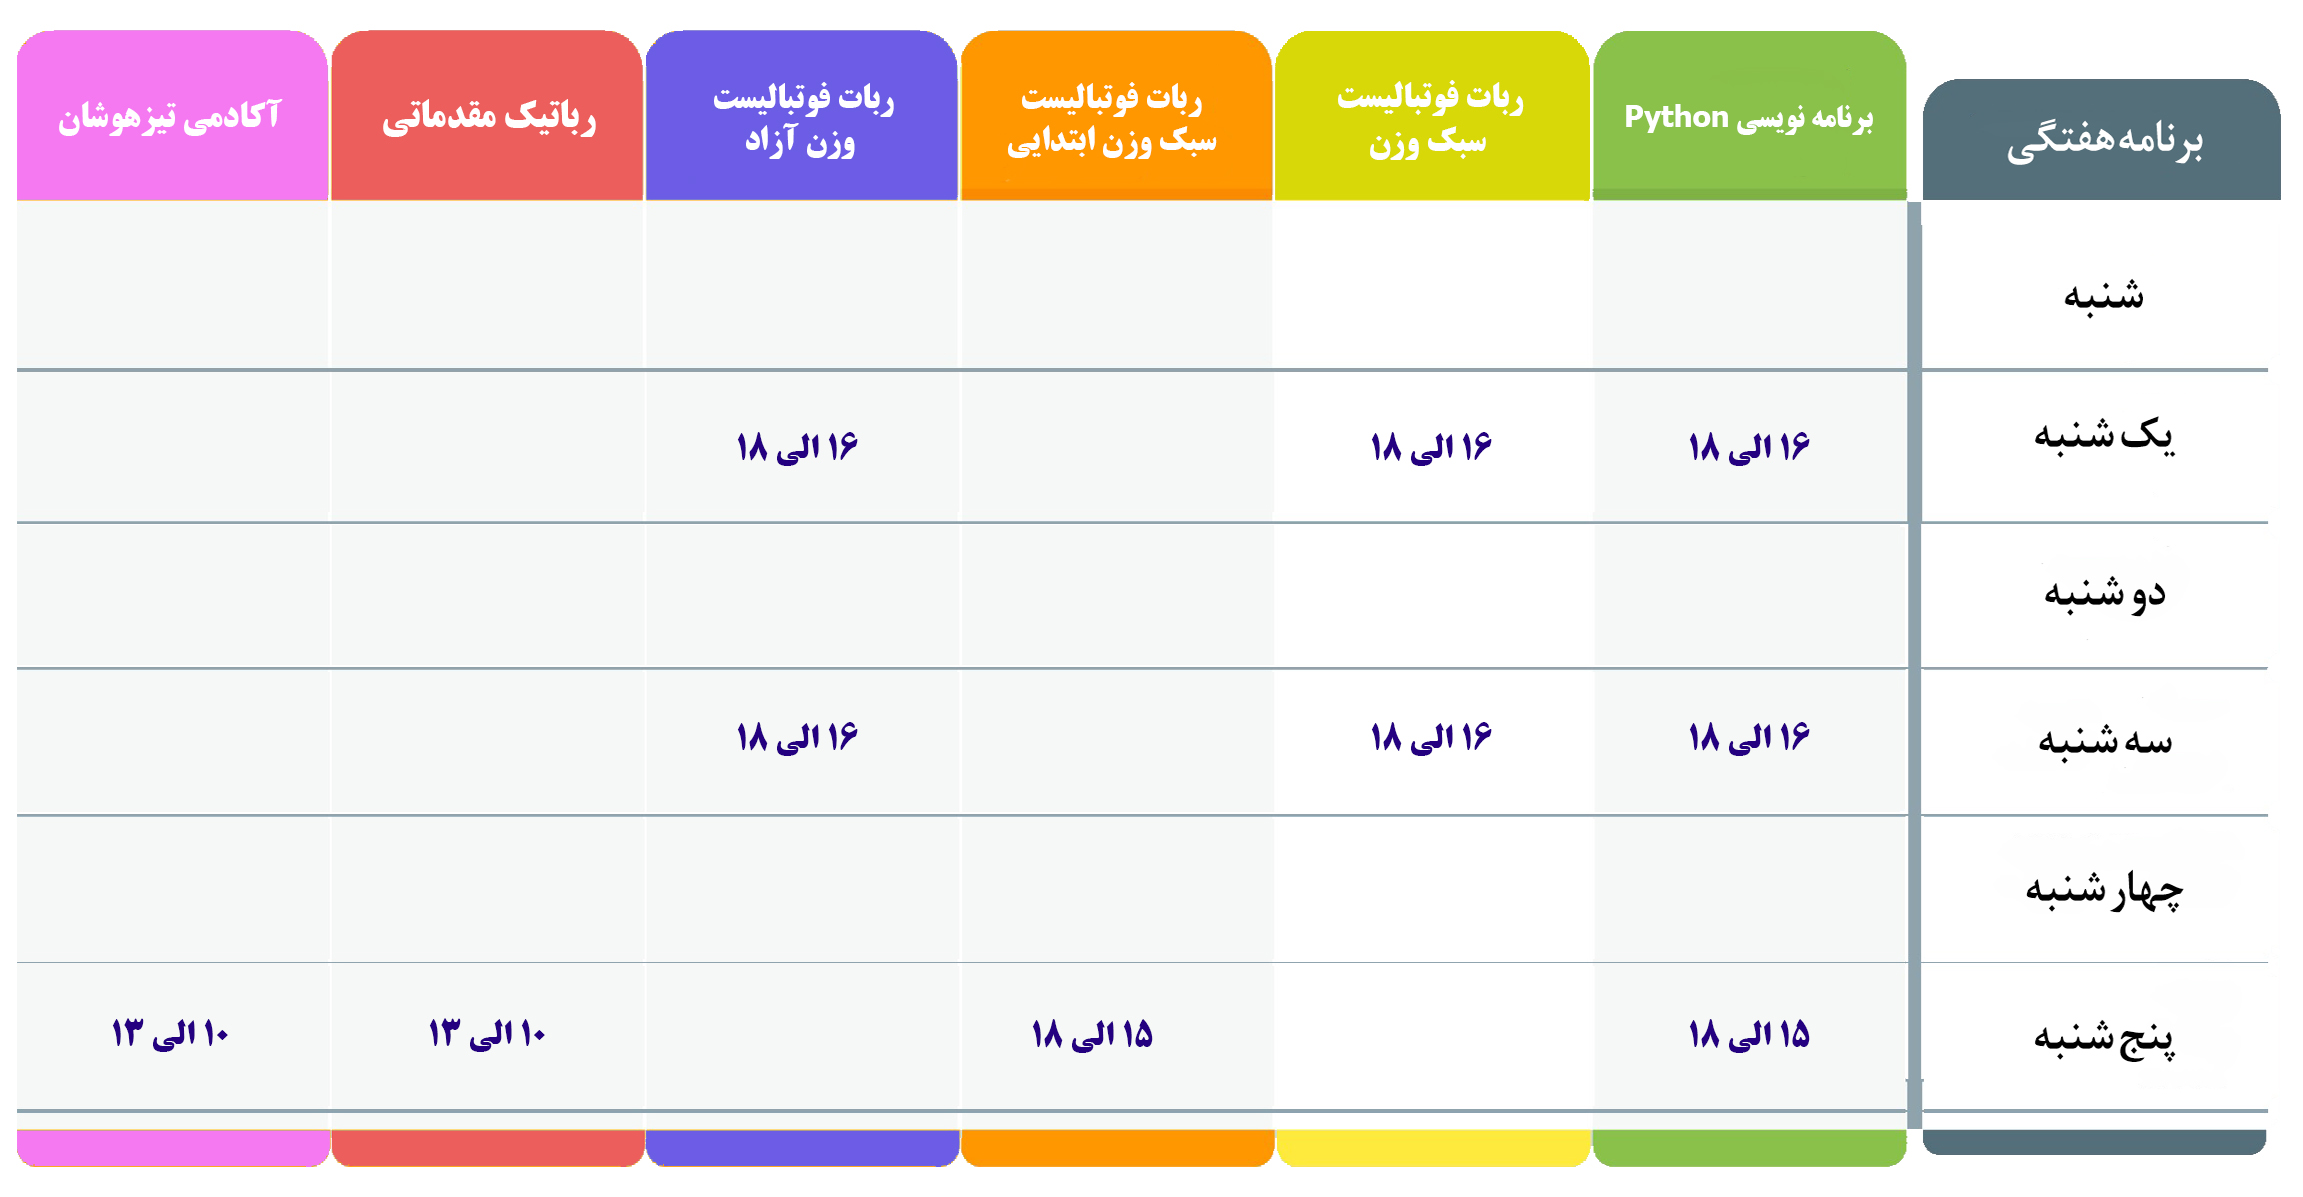 برنامه هفتگی
برنامه نویسی Python
ربات فوتبالیست
سبک وزن
ربات فوتبالیست
سبک وزن ابتدایی
ربات فوتبالیست
وزن آزاد
رباتیک مقدماتی
آکادمی تیزهوشان
شنبه
یک شنبه
۱۶ الی ۱۸
۱۶ الی ۱۸
۱۶ الی ۱۸
دو شنبه
سه شنبه
۱۶ الی ۱۸
۱۶ الی ۱۸
۱۶ الی ۱۸
چهار شنبه
پنج شنبه
۱۵ الی ۱۸
۱۵ الی ۱۸
۱۰ الی ۱۳
۱۰ الی ۱۳